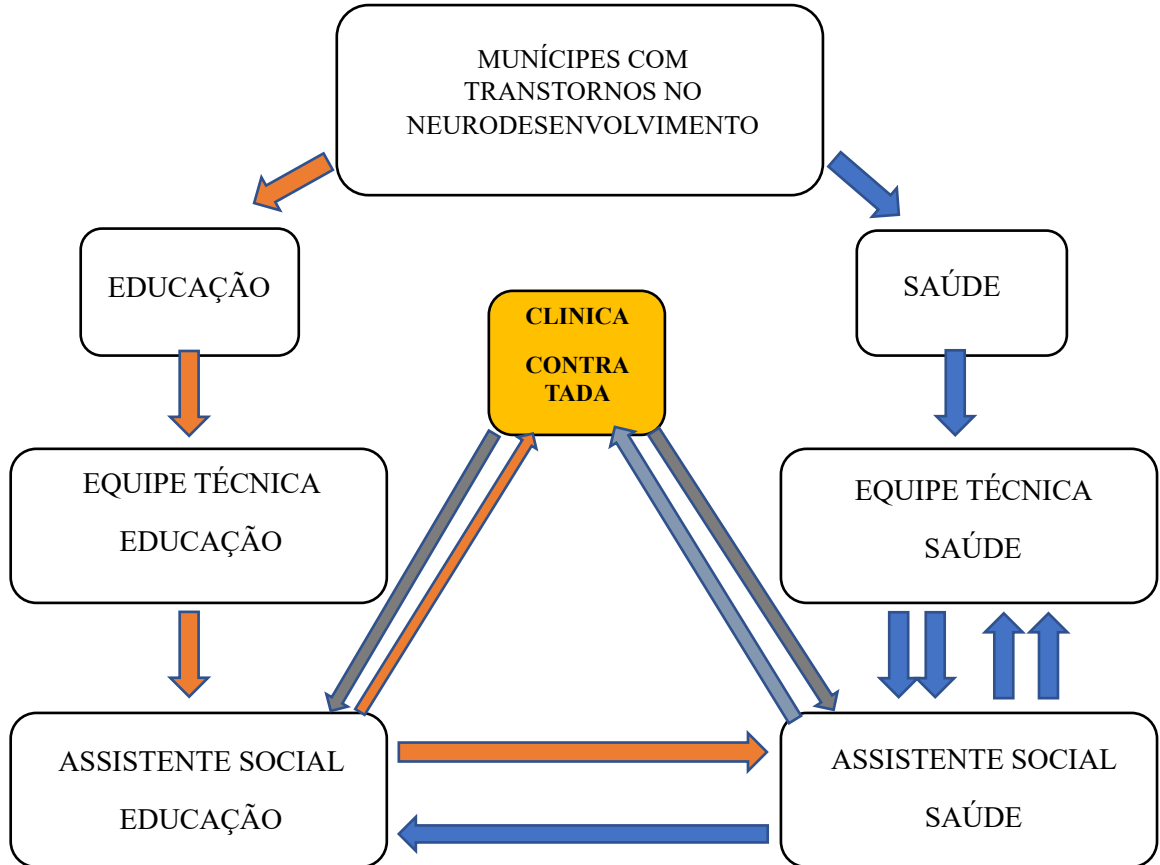 MUNÍCIPES COM
TRANSTORNOS NO
NEURODESENVOLVIMENTO
EDUCAÇÃO
SAÚDE
CLINICA
CONTRA
TADA
EQUIPE TÉCNICA
EDUCAÇÃO
EQUIPE TÉCNICA
SAÚDE
ASSISTENTE SOCIAL
EDUCAÇÃO
ASSISTENTE SOCIAL
SAÚDE